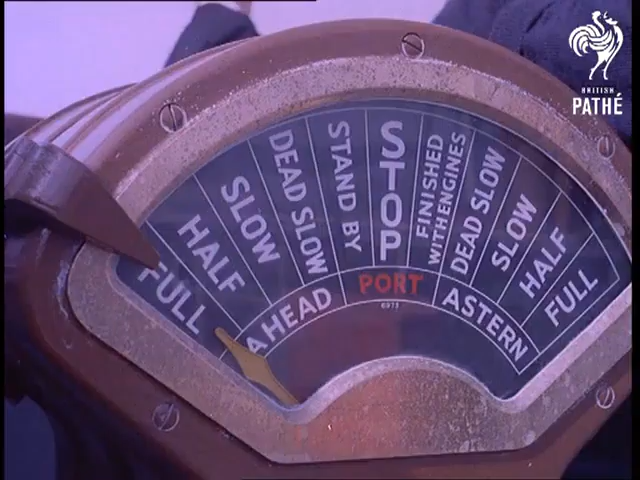 BRITISH
PATHÉ
FULL
HALF
SLOW
DEAD SLOW
STAND BY
STOP
FINISHED
WITH ENGINES
DEAD SLOW
SLOW
HALF
FULL
AHEAD
PORT
ASTERN